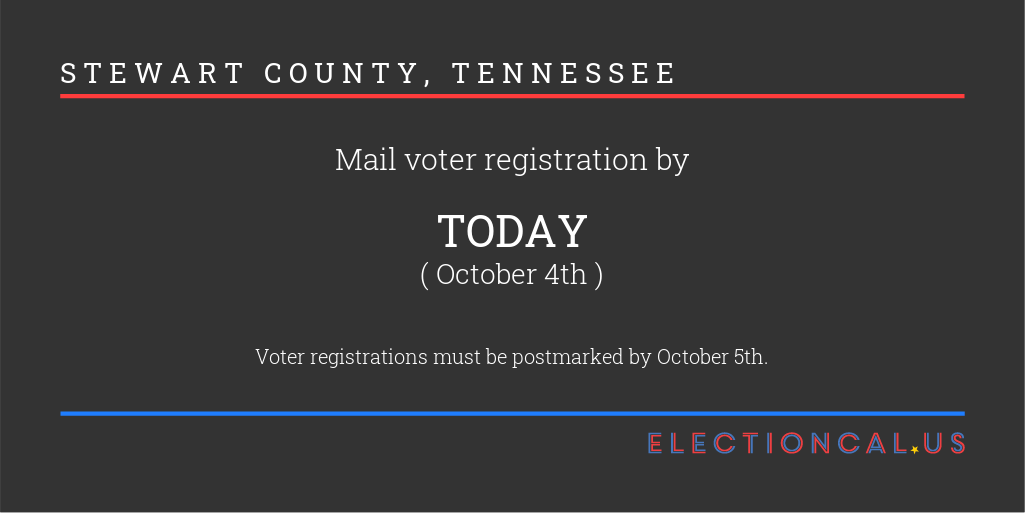 STEWART COUNTY, TENNESSEE
Mail voter registration by
TODAY
( October 4th )
Voter registrations must be postmarked by October 5th.
ELECTIONCAL.US